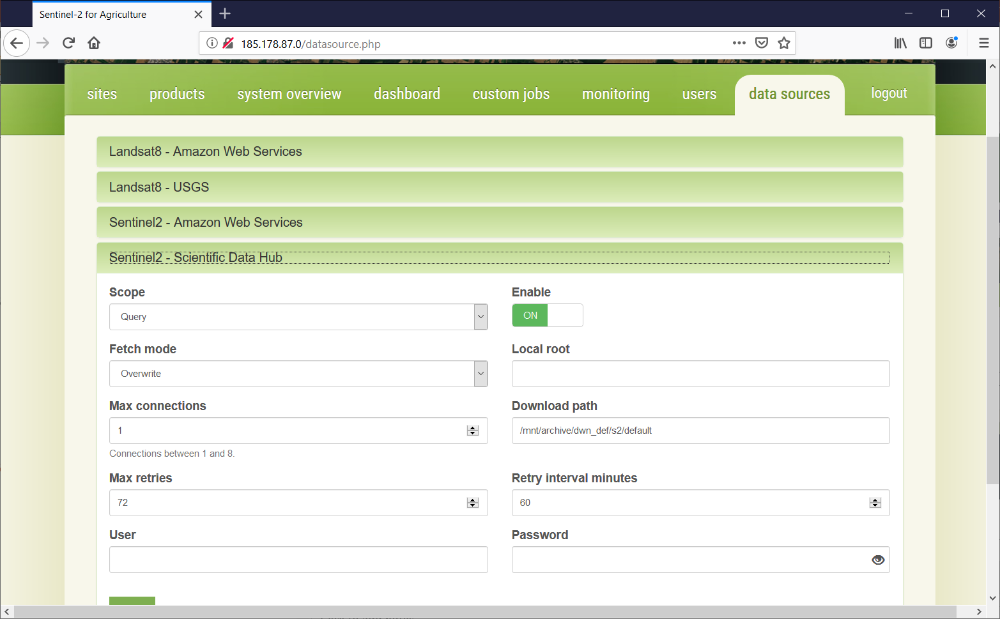 Sentinel-2 for Agriculture
185.178.87.0/datasource.php
sites products system overview dashboard custom jobs monitoring users data sources logout
Landsat8 - Amazon Web Services
Landsat8 - USGS
Sentinel2 - Amazon Web Services
Sentinel2 - Scientific Data Hub
Scope Enable
Query ON
Fetch mode Local root
Overwrite
Max connections Download path
1 /mnt/archive/dwn_def/s2/default
Connections between 1 and 8.
Max retries Retry interval minutes
72 60
User Password